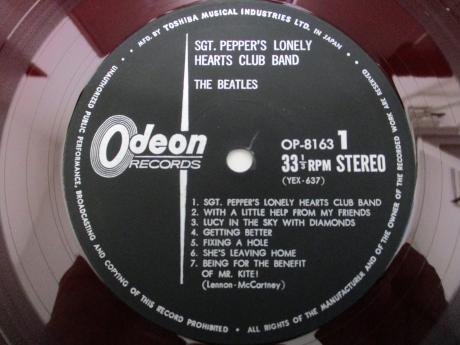 MFD. BY TOSHIBA MUSICAL INDUSTRIES LTD. IN JAPAN
SGT. PEPPER'S LONELY
HEARTS CLUB BAND
THE BEATLES
Odeon
RECORDS
OP-8163 1
33⅓ RPM STEREO
(YEX-637)
1. SGT. PEPPER'S LONELY HEARTS CLUB BAND
2. WITH A LITTLE HELP FROM MY FRIENDS
3. LUCY IN THE SKY WITH DIAMONDS
4. GETTING BETTER
5. FIXING A HOLE
6. SHE'S LEAVING HOME
7. BEING FOR THE BENEFIT
OF MR. KITE!
(Lennon-McCartney)
UNAUTHORIZED PUBLIC PERFORMANCE, BROADCASTING AND COPYING OF THIS RECORD PROHIBITED • ALL RIGHTS OF THE MANUFACTURER AND OF THE OWNER OF THE RECORDED WORK ARE RESERVED